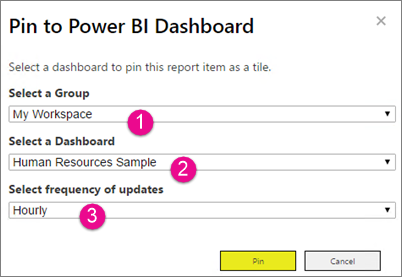 Pin to Power BI Dashboard
×
Select a dashboard to pin this report item as a tile.
Select a Group
My Workspace
1
Select a Dashboard
Human Resources Sample
2
Select frequency of updates
Hourly
3
Pin Cancel